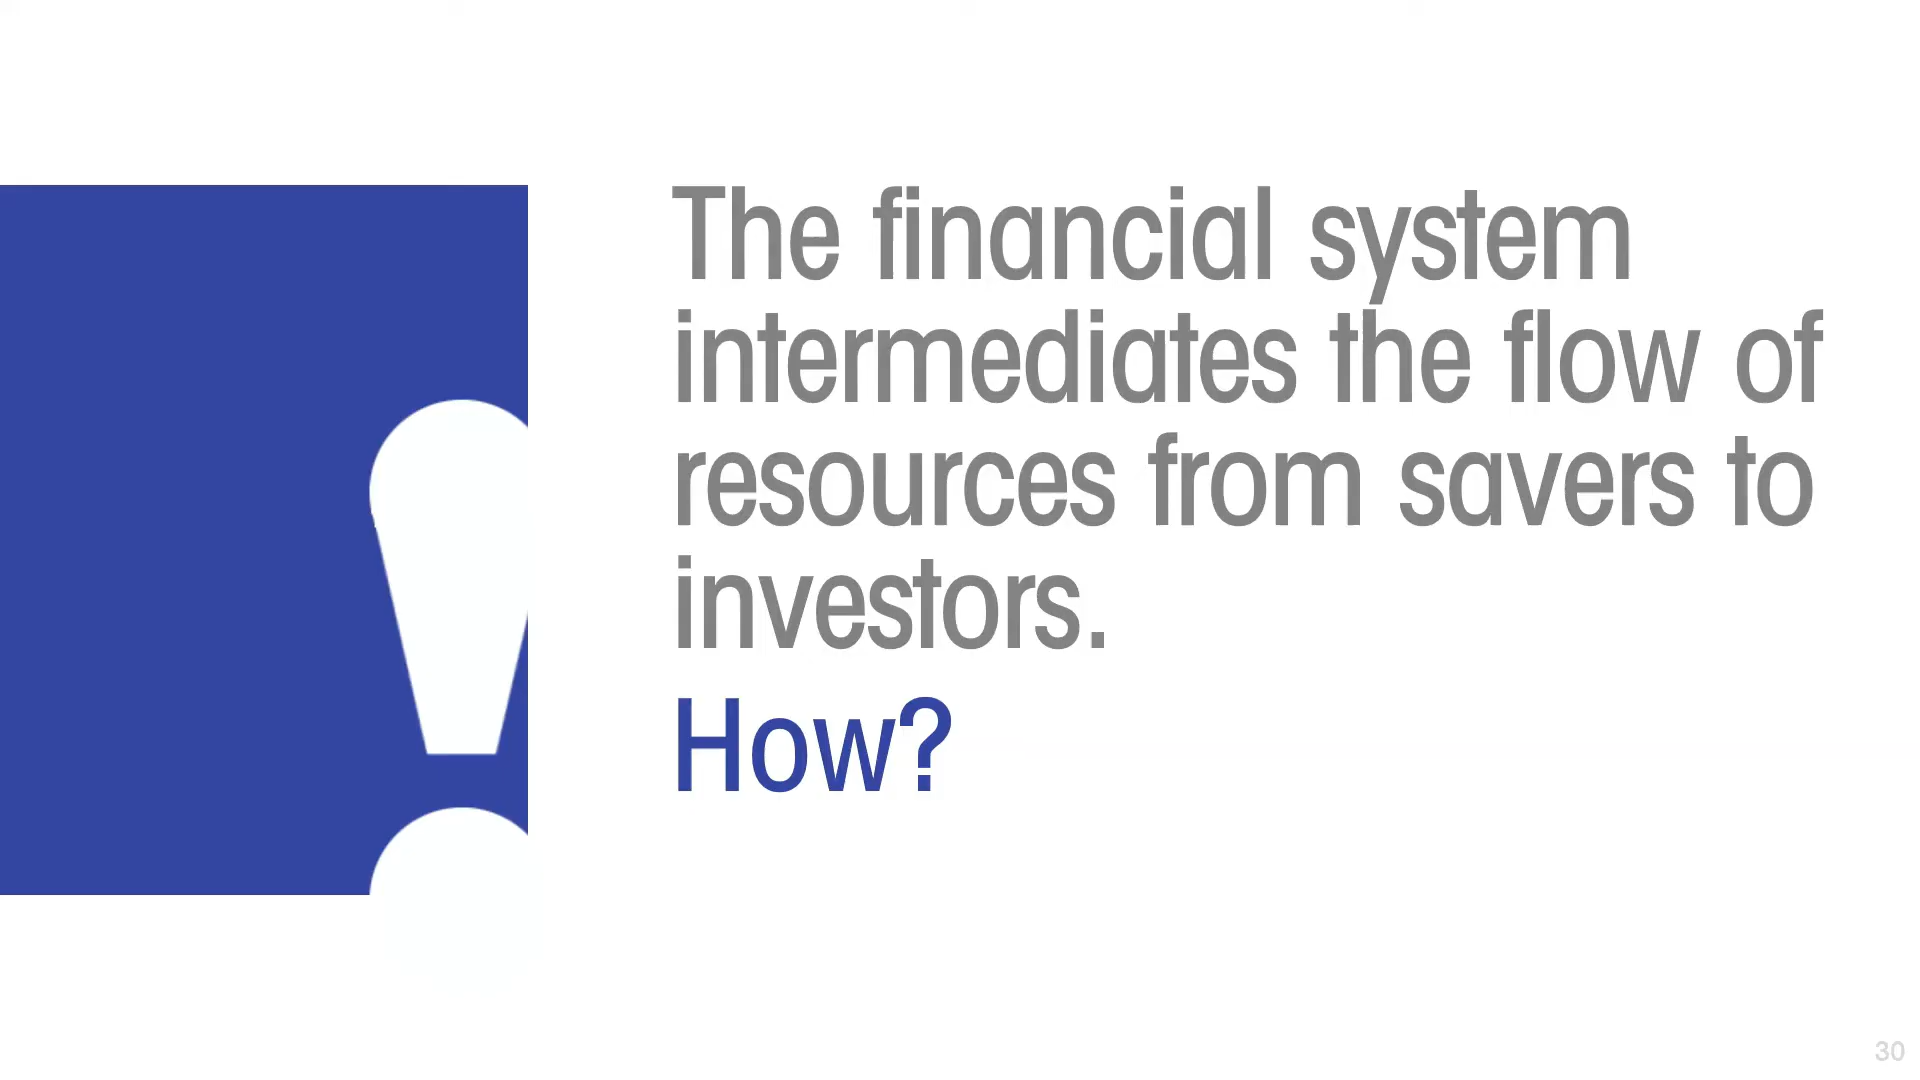 The financial system
intermediates the flow of
resources from savers to
investors.
How?
30